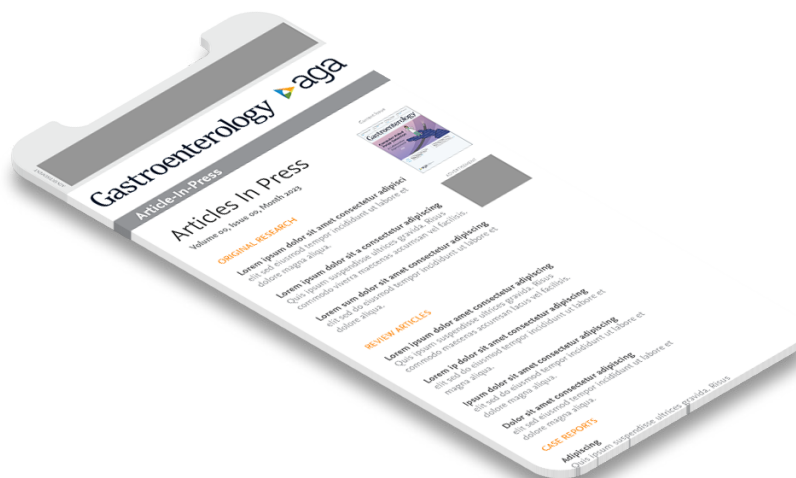 ADVERTISEMENT
Gastroenterology aga
Article-In-Press
Articles In Press
Volume 00, Issue 00, Month 2023
Current Issue
Gastroenterology
ADVERTISEMENT
ORIGINAL RESEARCH
Lorem ipsum dolor sit amet consectetur adipisci
elit sed do eiusmod tempor incididunt ut labore et
dolore magna aliqua.
Lorem ipsum dolor sit a consectetur adipiscing
Quis ipsum suspendisse ultrices gravida. Risus
commodo viverra maecenas accumsan vel facilisis.
Lorem sum dolor sit amet consectetur adipiscing
elit sed do eiusmod tempor incididunt ut labore et
dolore aliqua.
REVIEW ARTICLES
Lorem ipsum dolor amet consectetur adipiscing
Quis ipsum suspendisse ultrices gravida. Risus
commodo maecenas accumsan lacus vel facilisis.
Lorem ip dolor sit amet consectetur adipiscing
elit sed do eiusmod tempor incididunt ut labore et
magna aliqua.
Ipsum dolor sit amet consectetur adipiscing
elit sed do eiusmod tempor incididunt ut labore et
dolore magna aliqua.
Dolor sit amet consectetur adipiscing
elit sed do eiusmod tempor incididunt ut labore et
dolore magna aliqua.
CASE REPORTS
Adipiscing
Quis ipsum suspendisse ultrices gravida. Risus